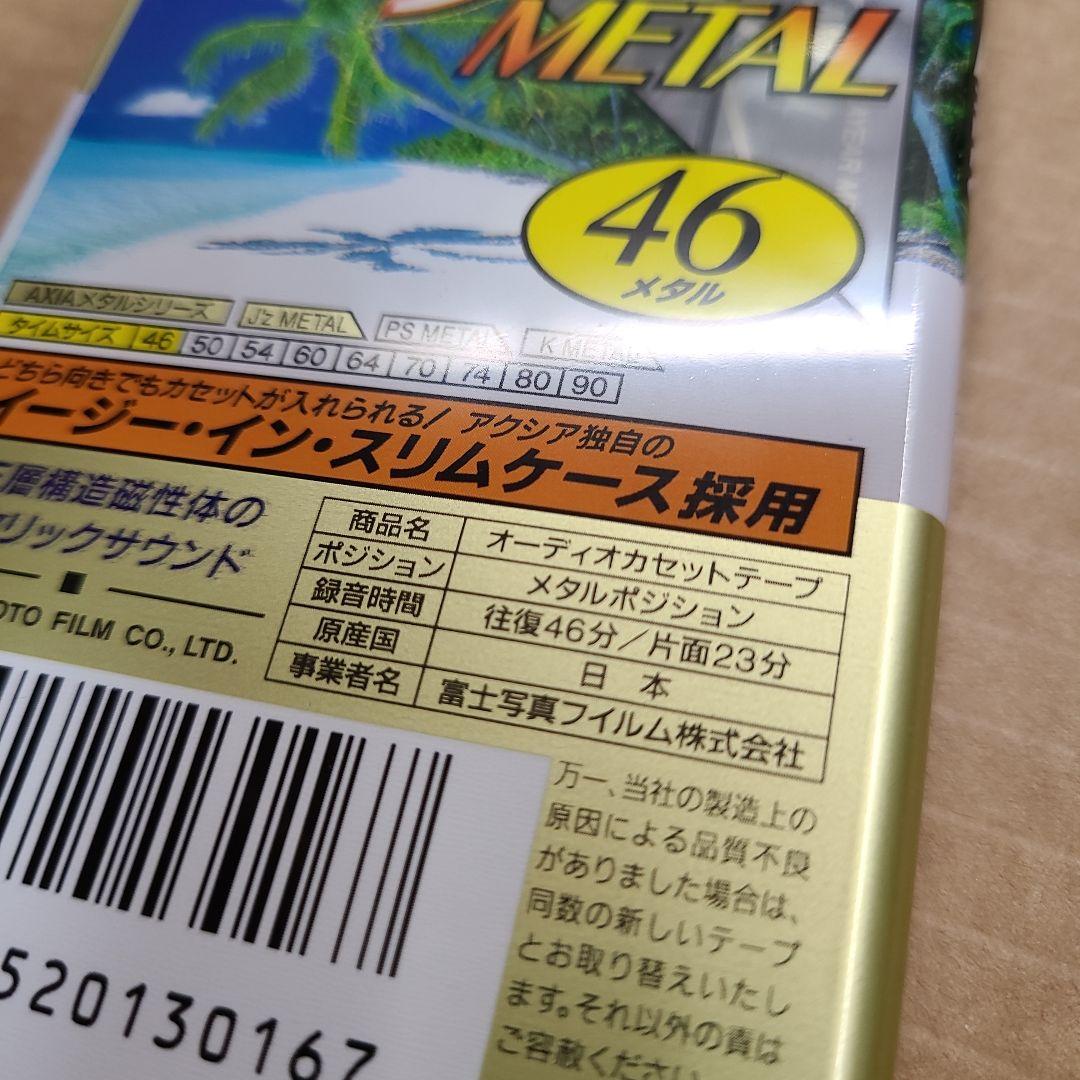 METAL
46
メタル
AXIAメタルシリーズ J'z METAL PS METAL K METAL
タイムサイズ 46 50 54 60 64 70 74 80 90
どちら向きでもカセットが入れられる! アクシア独自の
イージー・イン・スリムケース採用
層構造磁性体の
リックサウンド
OTO FILM CO., LTD.
商品名 オーディオカセットテープ
ポジション メタルポジション
録音時間 往復46分/片面23分
原産国 日 本
事業者名 富士写真フイルム株式会社
万一、当社の製造上の
原因による品質不良
がありました場合は、
同数の新しいテープ
とお取り替えいたし
ます。それ以外の責は
ご容赦ください
520130167